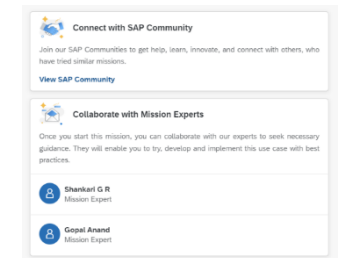 Connect with SAP Community
Join our SAP Communities to get help, learn, innovate, and connect with others, who
have tried similar missions.
View SAP Community
Collaborate with Mission Experts
Once you start this mission, you can collaborate with our experts to seek necessary
guidance. They will enable you to try, develop and implement this use case with best
practices.
Shankari G R
Mission Expert
Gopal Anand
Mission Expert